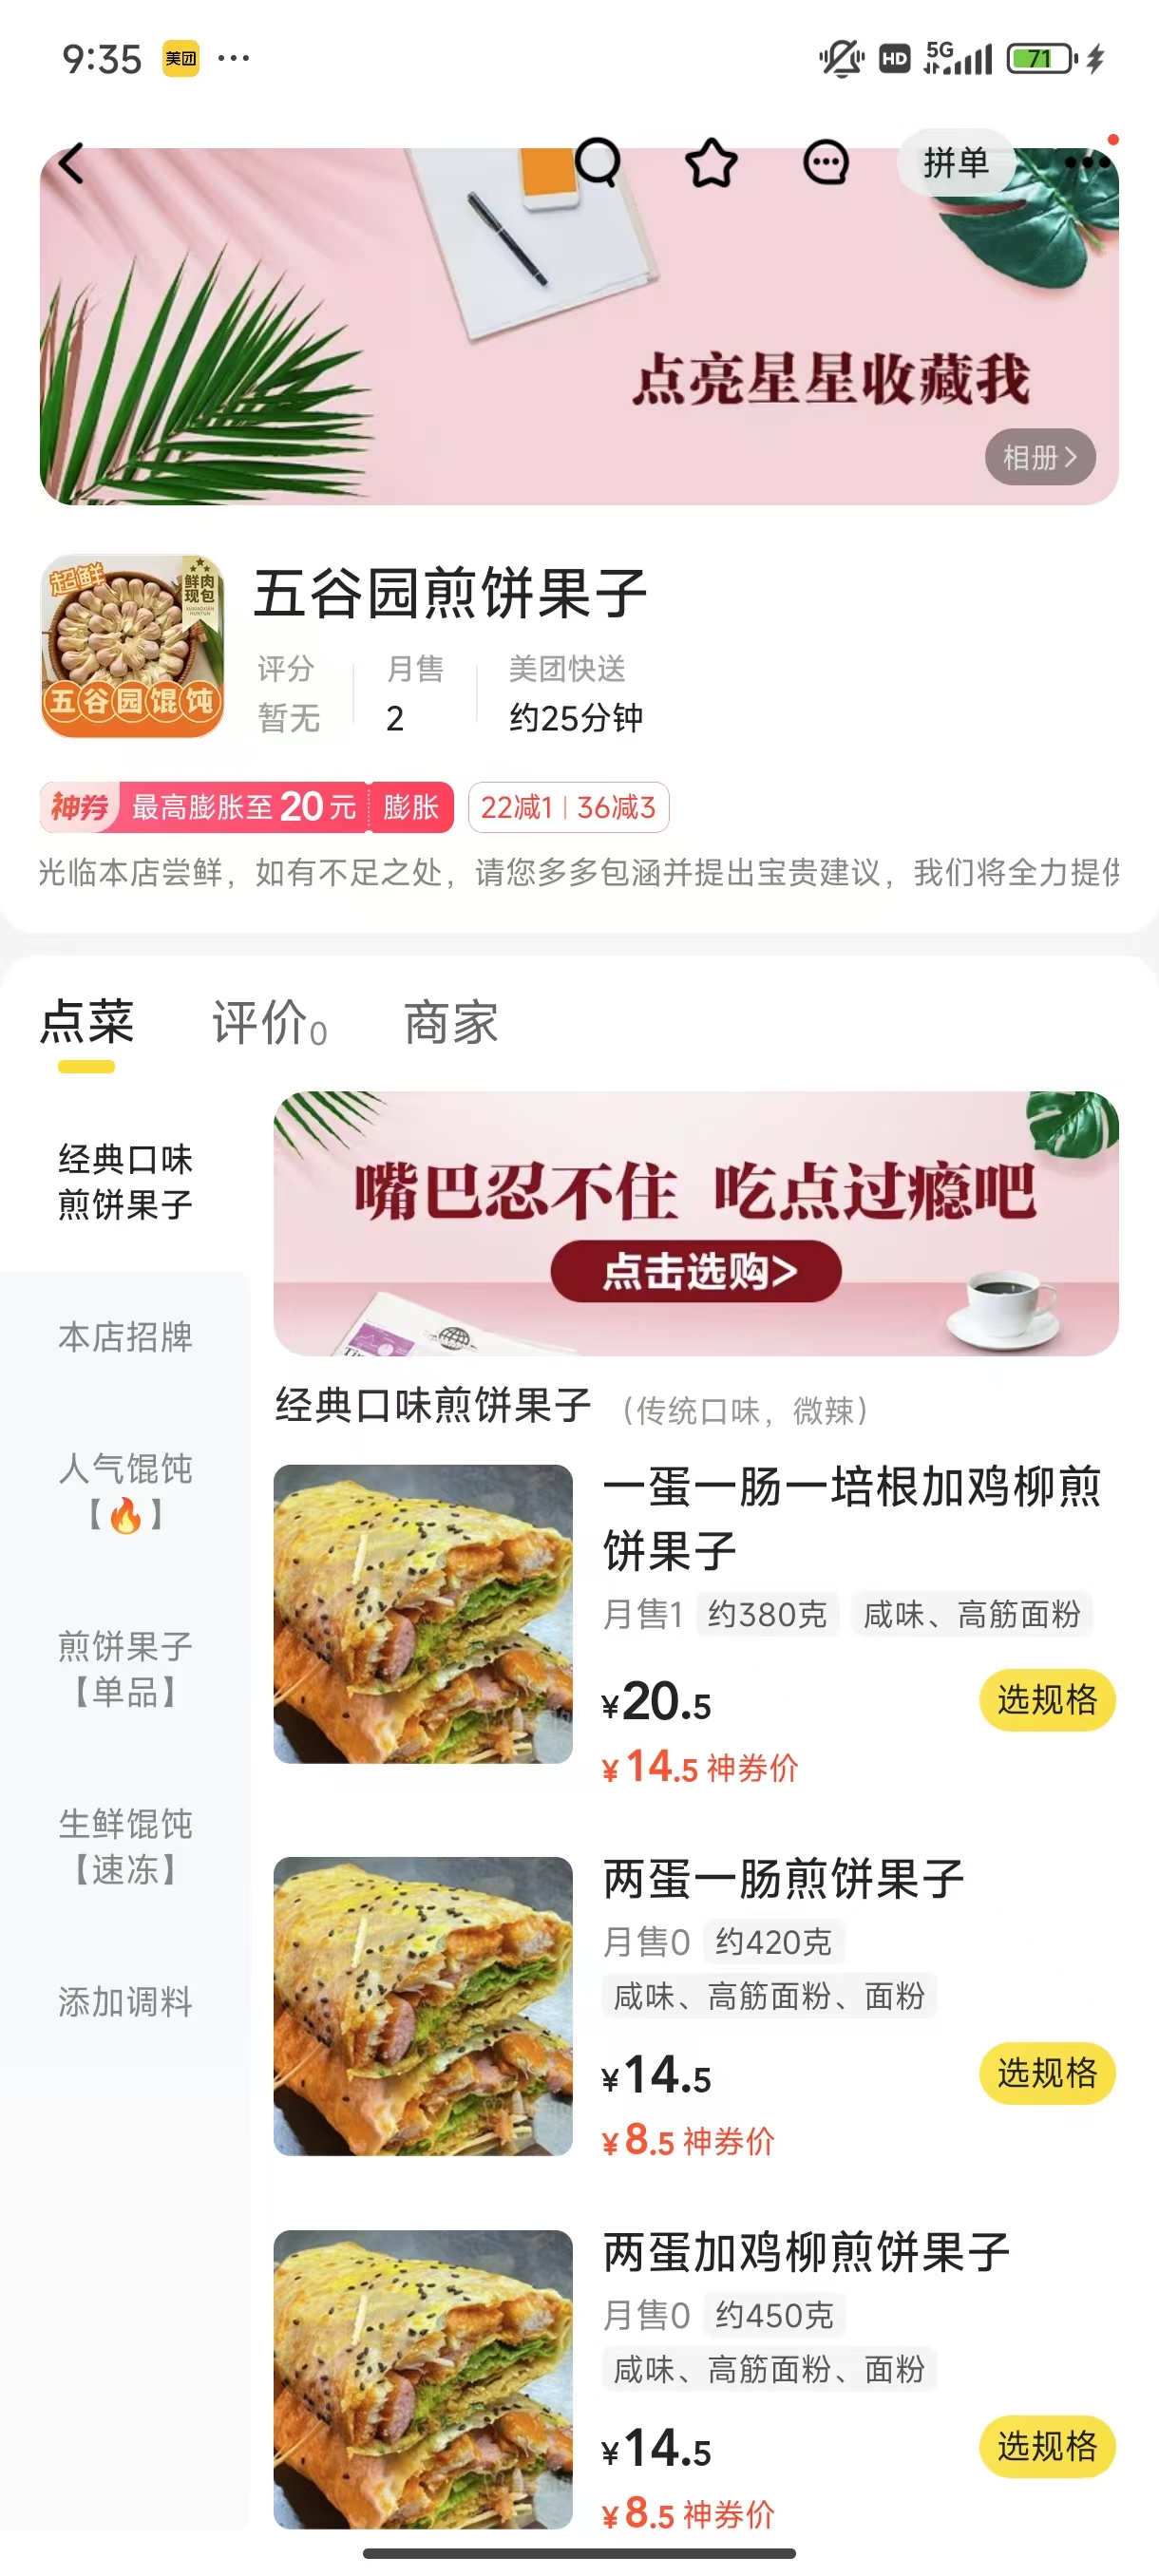 9:35 美团 ···
HD 5G 71
拼单
点亮星星收藏我
相册>
超鲜
鲜肉
现包
五谷园馄饨
五谷园煎饼果子
评分 月售 美团快送
暂无 2 约25分钟
神券 最高膨胀至20元 膨胀 22减1 36减3
光临本店尝鲜，如有不足之处，请您多多包涵并提出宝贵建议，我们将全力提供
点菜 评价0 商家
经典口味
煎饼果子
本店招牌
人气馄饨
【🔥】
煎饼果子
【单品】
生鲜馄饨
【速冻】
添加调料
嘴巴忍不住 吃点过瘾吧
点击选购>
经典口味煎饼果子 （传统口味，微辣）
一蛋一肠一培根加鸡柳煎
饼果子
月售1 约380克 咸味、高筋面粉
¥20.5 选规格
¥14.5 神券价
两蛋一肠煎饼果子
月售0 约420克
咸味、高筋面粉、面粉
¥14.5 选规格
¥8.5 神券价
两蛋加鸡柳煎饼果子
月售0 约450克
咸味、高筋面粉、面粉
¥14.5 选规格
¥8.5 神券价